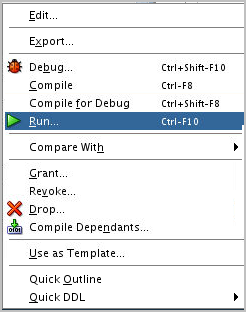 Edit...
Export...
Debug... Ctrl+Shift-F10
Compile Ctrl-F8
Compile for Debug Ctrl+Shift-F8
Run... Ctrl-F10
Compare With
Grant...
Revoke...
Drop...
Compile Dependants...
Use as Template...
Quick Outline
Quick DDL